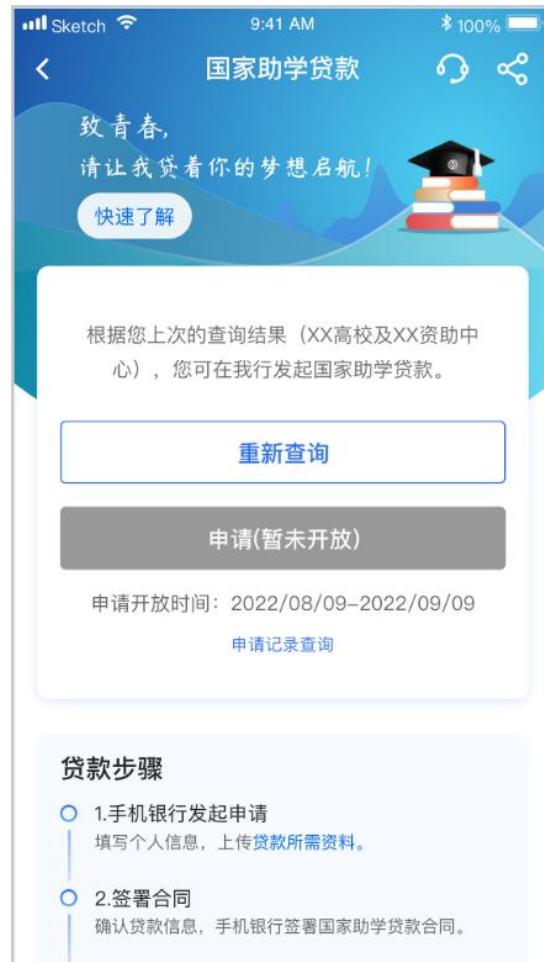 Sketch 9:41 AM 100%
国家助学贷款
致青春,
请让我贷着你的梦想启航!
快速了解
根据您上次的查询结果（XX高校及XX资助中
心），您可在我行发起国家助学贷款。
重新查询
申请(暂未开放)
申请开放时间：2022/08/09–2022/09/09
申请记录查询
贷款步骤
1.手机银行发起申请
填写个人信息，上传贷款所需资料。
2.签署合同
确认贷款信息，手机银行签署国家助学贷款合同。